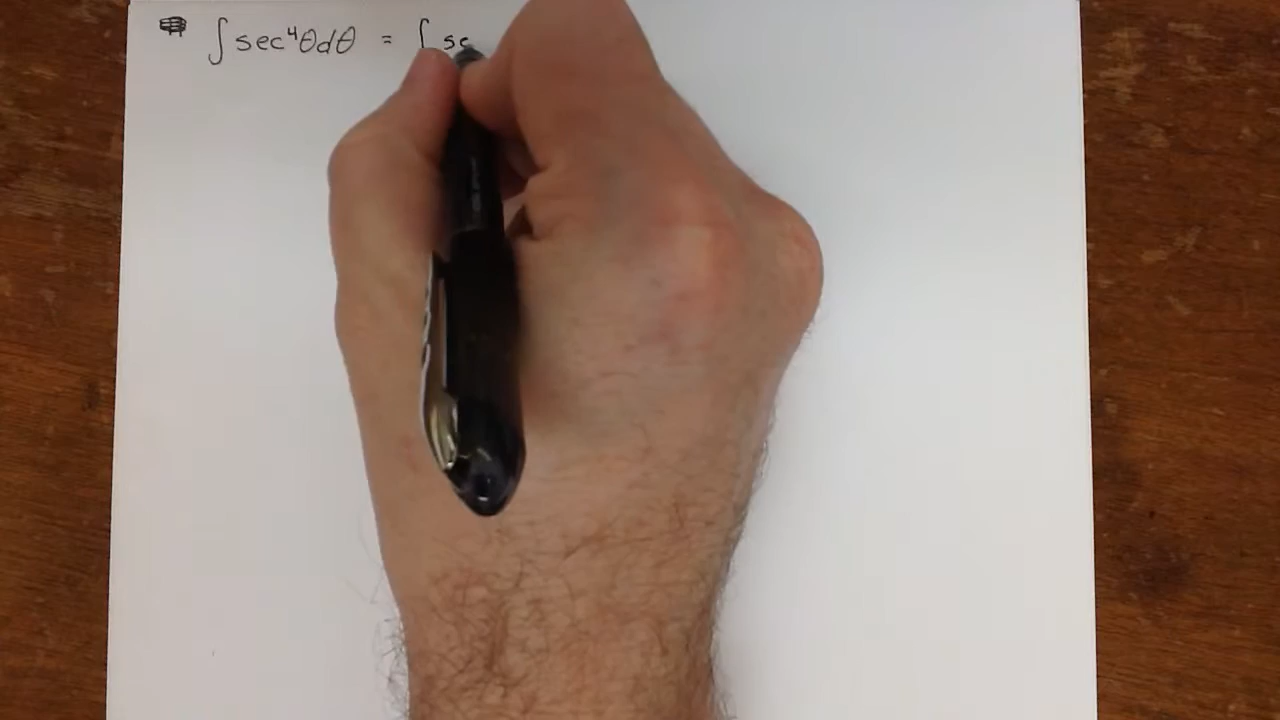 ∫ sec⁴θdθ = ∫ se